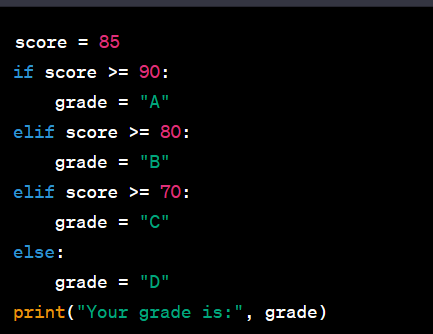 score = 85
if score >= 90:
    grade = "A"
elif score >= 80:
    grade = "B"
elif score >= 70:
    grade = "C"
else:
    grade = "D"
print("Your grade is:", grade)